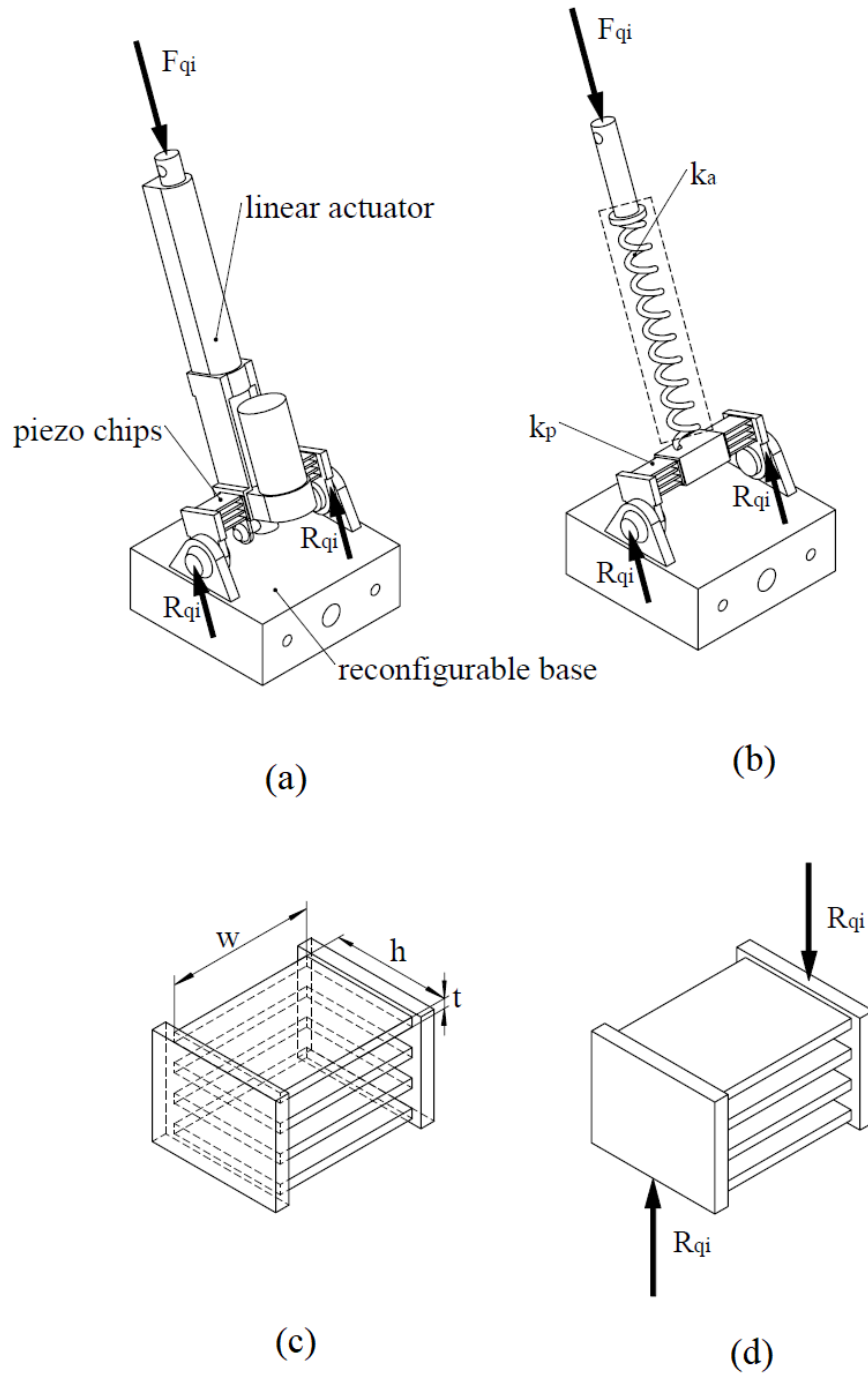 Fqi
linear actuator
piezo chips
Rqi
Rqi
reconfigurable base
(a)
Fqi
ka
kp
Rqi
Rqi
(b)
w
h
t
(c)
Rqi
Rqi
(d)